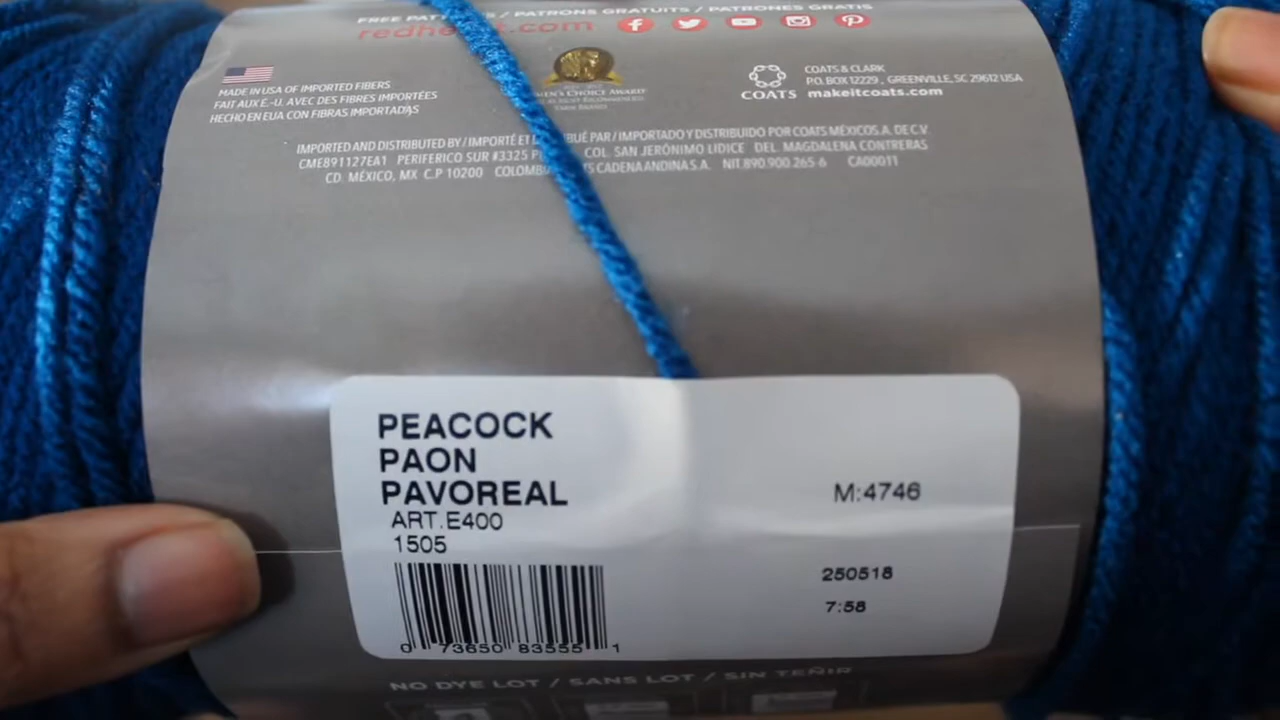 FREE / PATRONS GRATUITS / PATRONES GRATIS
.com
MADE IN USA OF IMPORTED FIBERS
FAIT AUX É.-U. AVEC DES FIBRES IMPORTÉES
HECHO EN EUA CON FIBRAS IMPORTADAS
CHOICE AWARD
COATS
COATS & CLARK
P.O. BOX 12229, GREENVILLE, SC 29612 USA
makeitcoats.com
IMPORTED AND DISTRIBUTED BY / IMPORTÉ ET PAR / IMPORTADO Y DISTRIBUIDO POR COATS MÉXICO S.A. DE C.V.
CME891127EA1 PERIFERICO SUR #3325 COL. SAN JERÓNIMO LIDICE DEL. MAGDALENA CONTRERAS
CD. MÉXICO, MX C.P 10200 CADENA ANDINA S.A. NIT.890 900 265 6 CA00011
PEACOCK
PAON
PAVOREAL
ART.E400
1505
M:4746
250518
7:58
0 73650 83555 1
NO DYE LOT / SANS LOT / SIN TEÑIR